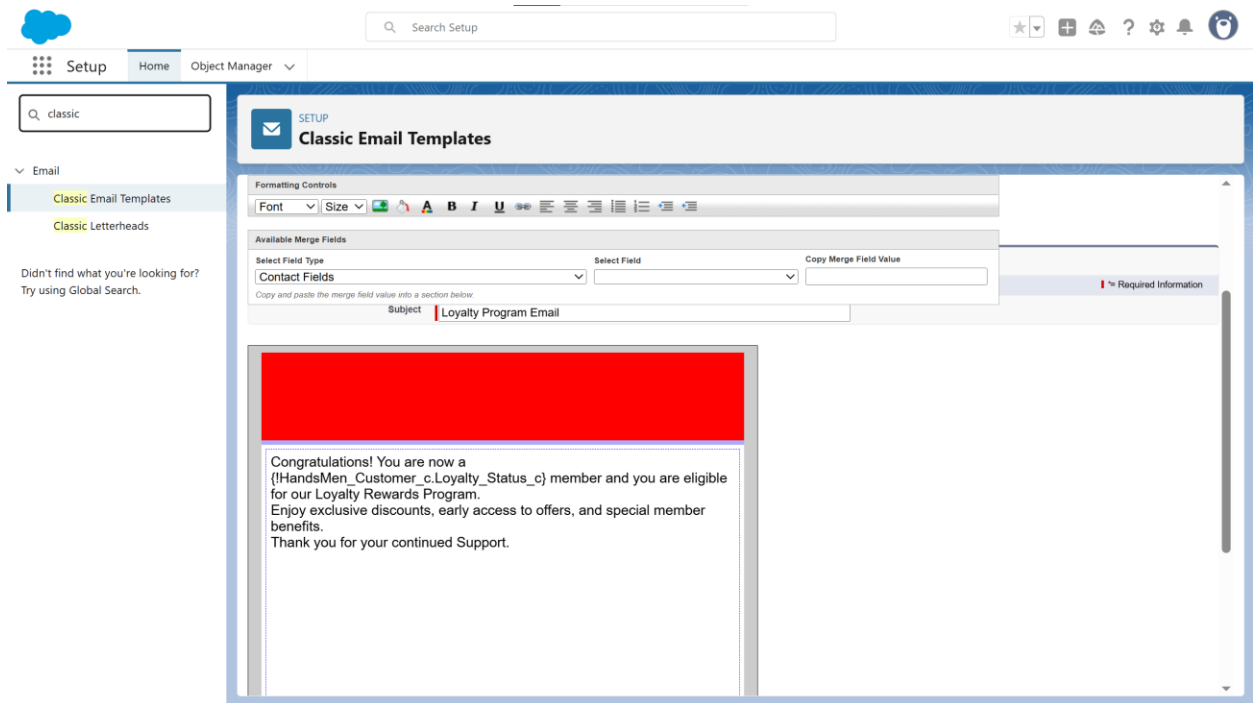 Search Setup
Setup
Home
Object Manager
classic
SETUP
Classic Email Templates
Email
Classic Email Templates
Classic Letterheads
Didn't find what you're looking for?
Try using Global Search.
Formatting Controls
Font
Size
A B I U
Available Merge Fields
Select Field Type
Select Field
Copy Merge Field Value
Contact Fields
Copy and paste the merge field value into a section below.
* = Required Information
Subject
Loyalty Program Email
Congratulations! You are now a
{!HandsMen_Customer_c.Loyalty_Status_c} member and you are eligible
for our Loyalty Rewards Program.
Enjoy exclusive discounts, early access to offers, and special member
benefits.
Thank you for your continued Support.